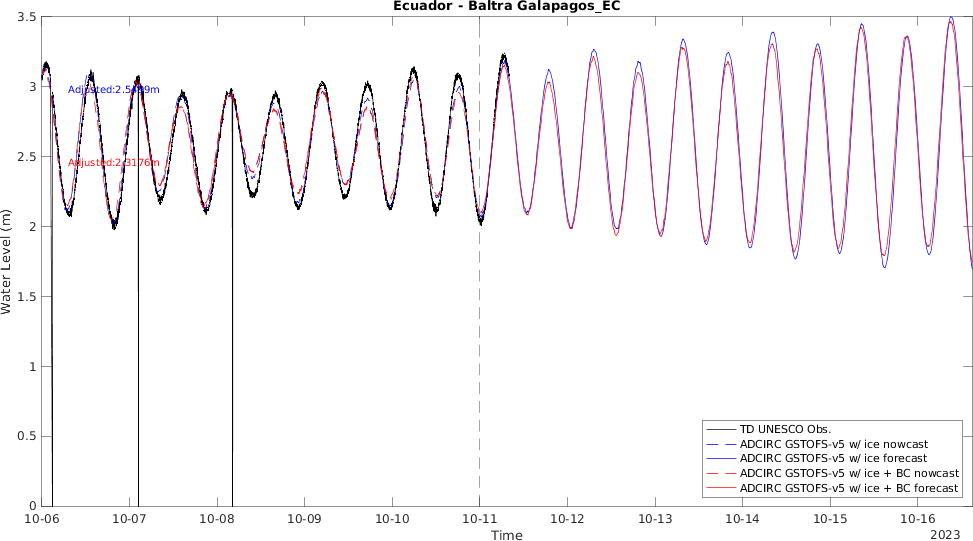 Ecuador - Baltra Galapagos_EC
3.5
3
2.5
2
1.5
1
0.5
0
Water Level (m)
Adjusted:2.3176m
TD UNESCO Obs.
ADCIRC GSTOFS-v5 w/ ice nowcast
ADCIRC GSTOFS-v5 w/ ice forecast
ADCIRC GSTOFS-v5 w/ ice + BC nowcast
ADCIRC GSTOFS-v5 w/ ice + BC forecast
10-06 10-07 10-08 10-09 10-10 10-11 10-12 10-13 10-14 10-15 10-16
Time
2023